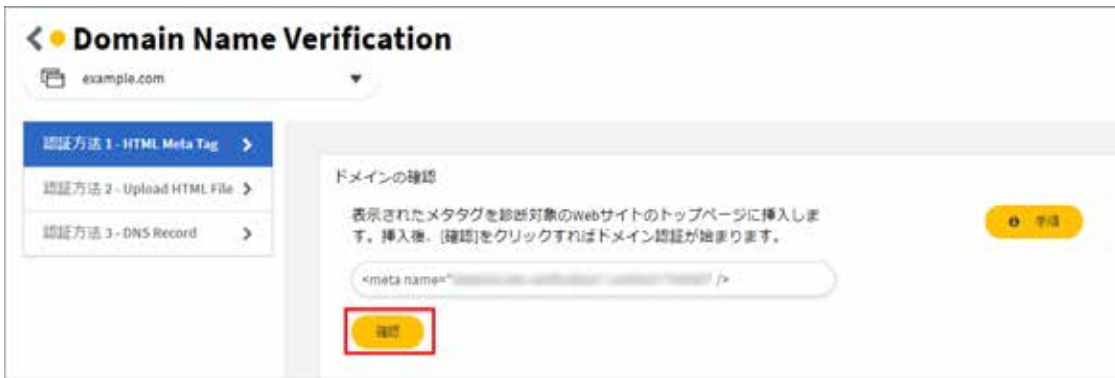 Domain Name Verification
example.com
認証方法 1 - HTML Meta Tag
認証方法 2 - Upload HTML File
認証方法 3 - DNS Record
ドメインの確認
表示されたメタタグを診断対象のWebサイトのトップページに挿入しま
す。挿入後、[確認]をクリックすればドメイン認証が始まります。
<meta name=" />
確認